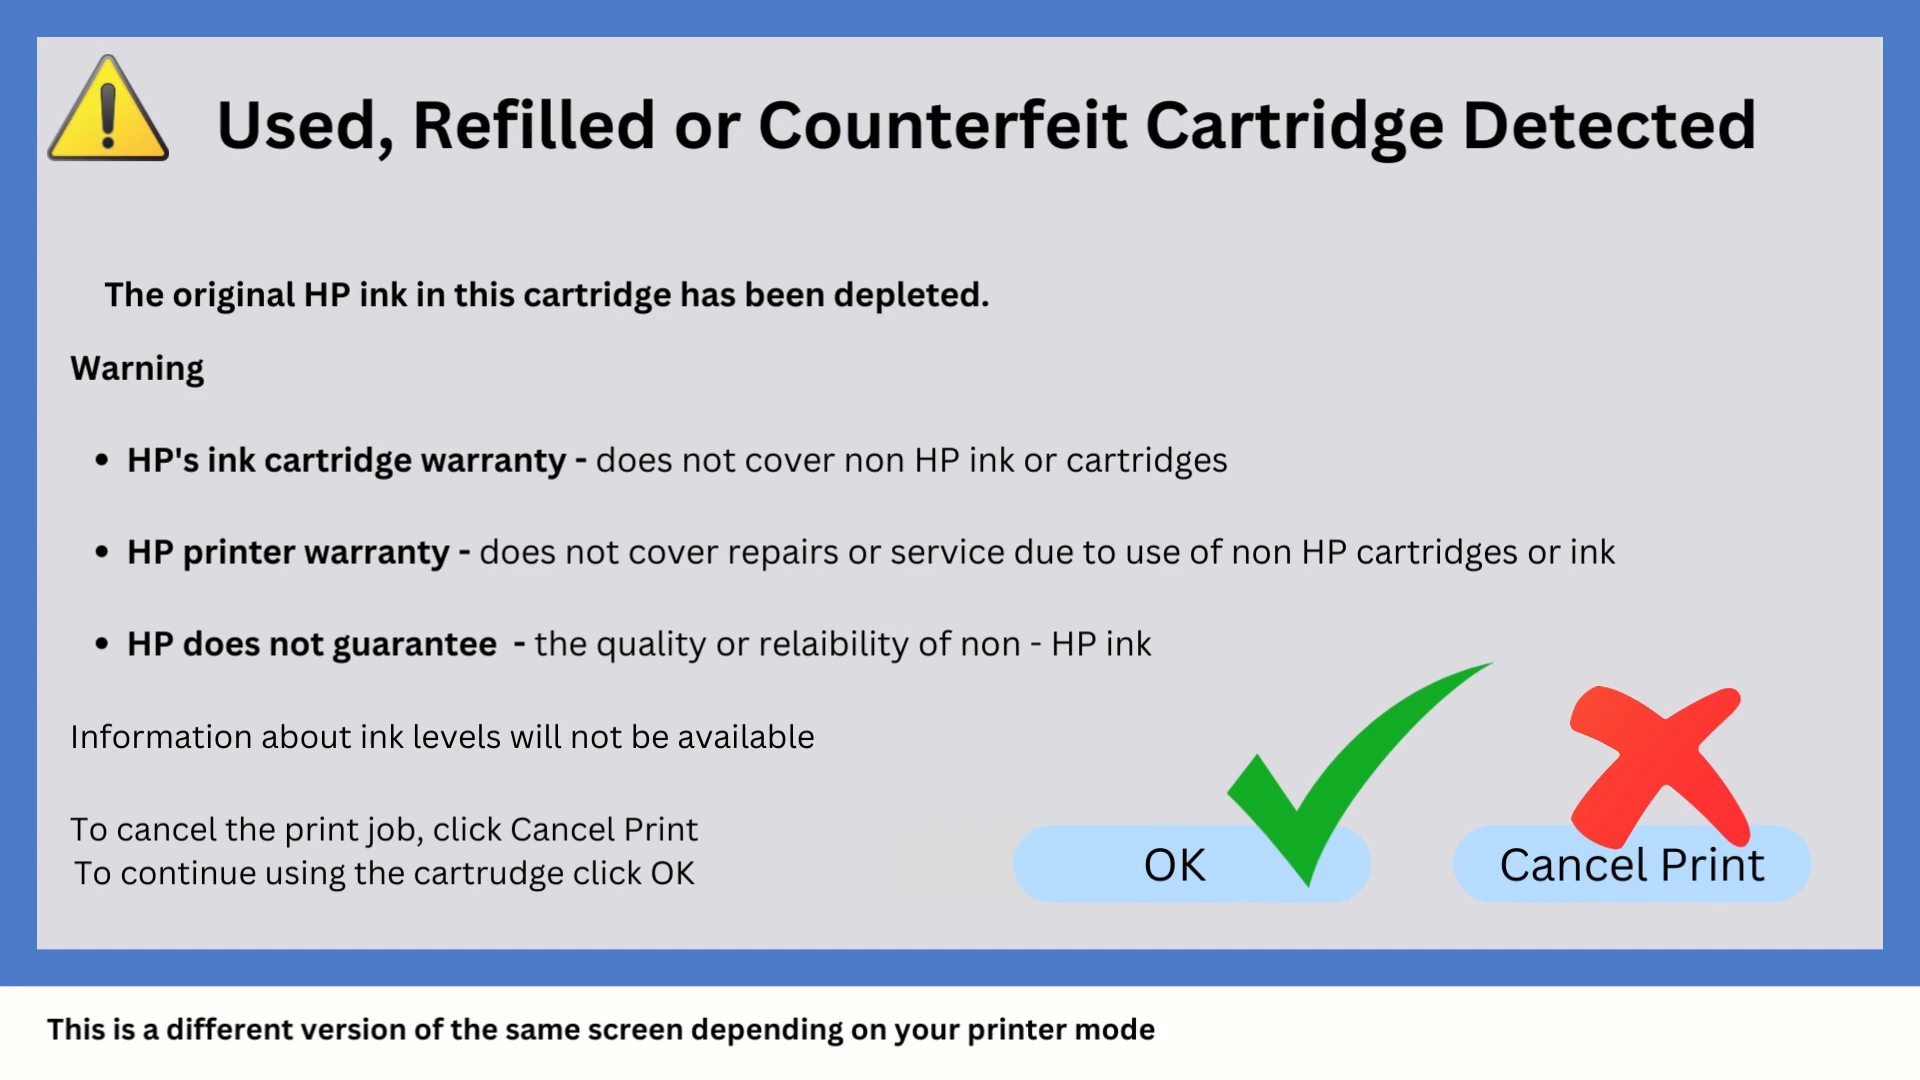 Used, Refilled or Counterfeit Cartridge Detected
The original HP ink in this cartridge has been depleted.
Warning
• HP's ink cartridge warranty - does not cover non HP ink or cartridges
• HP printer warranty - does not cover repairs or service due to use of non HP cartridges or ink
• HP does not guarantee - the quality or relaibility of non - HP ink
Information about ink levels will not be available
To cancel the print job, click Cancel Print
To continue using the cartrudge click OK
OK
Cancel Print
This is a different version of the same screen depending on your printer mode